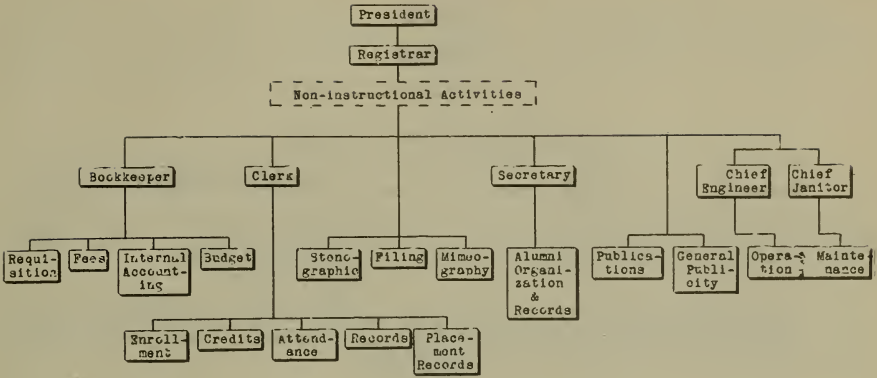 President
Registrar
Non-instructional Activities
Bookkeeper
Clerk
Secretary
Chief
Engineer
Chief
Janitor
Requi-
sition
Fees
Internal
Account-
ing
Budget
Steno-
graphic
Filing
Mimeo-
graphy
Alumni
Organi-
zation
&
Records
Publica-
tions
General
Publi-
city
Opera-
tion
Mainte-
nance
Enroll-
ment
Credits
Attend-
ance
Records
Place-
ment
Records